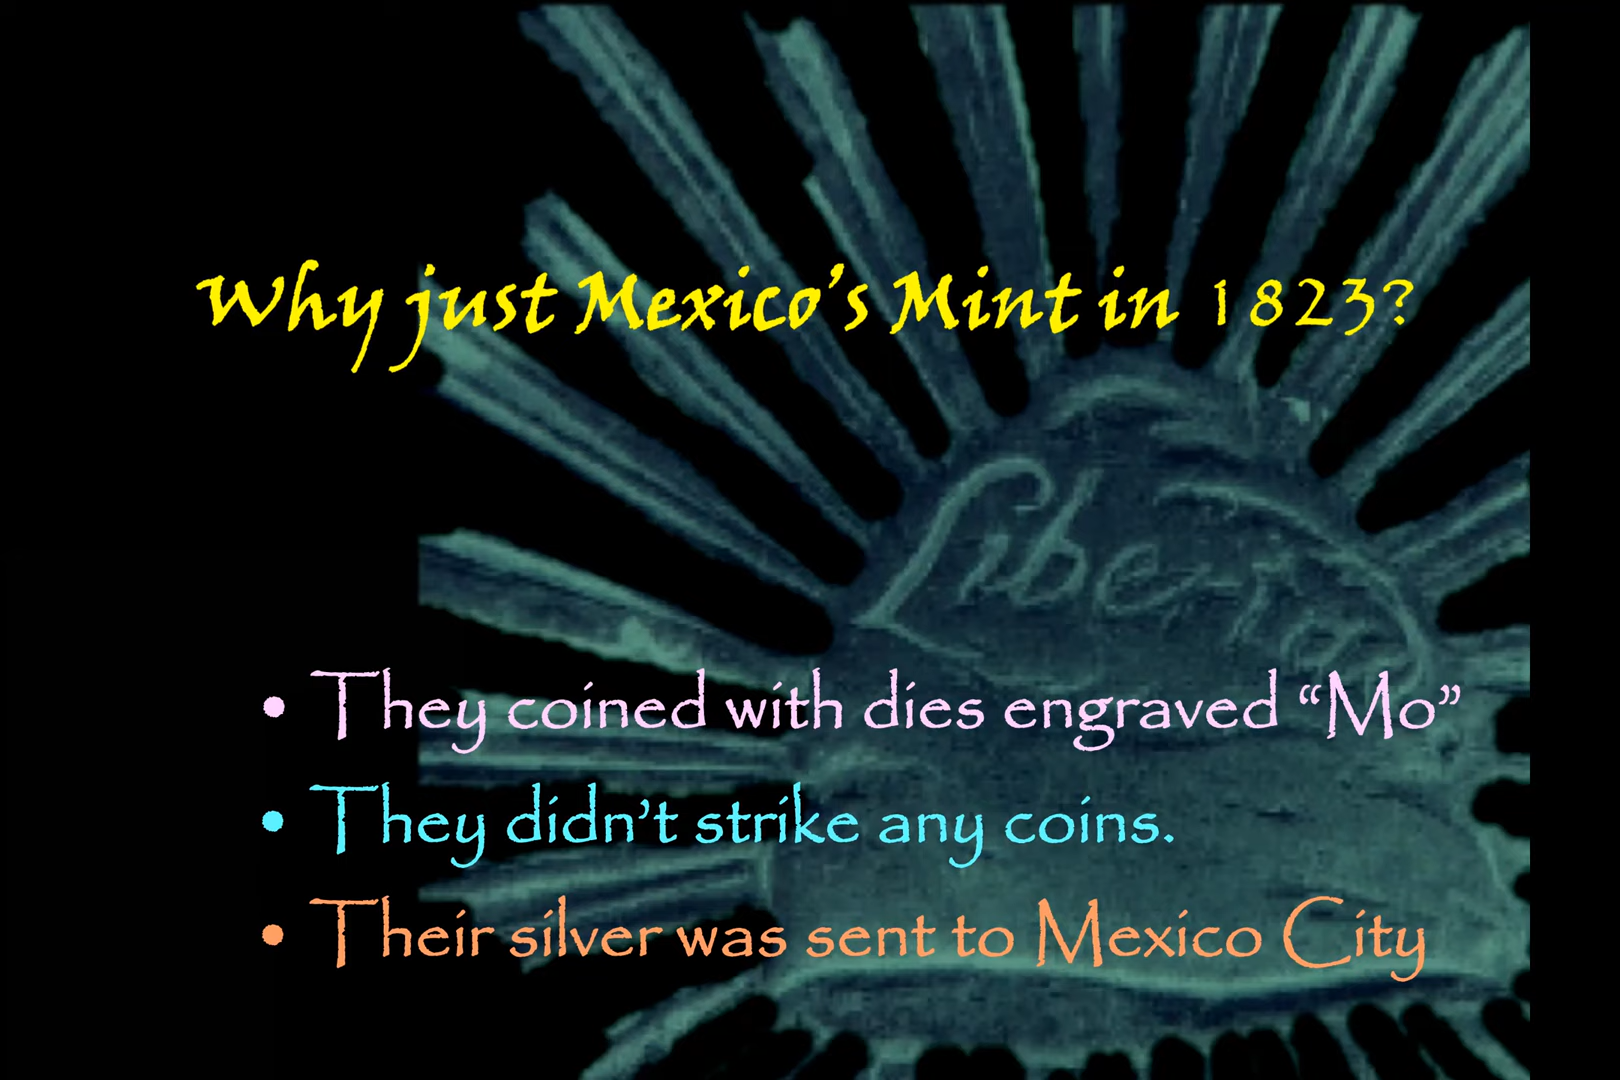 Why just Mexico’s Mint in 1823?
Libertad
• They coined with dies engraved “Mo”
• They didn’t strike any coins.
• Their silver was sent to Mexico City